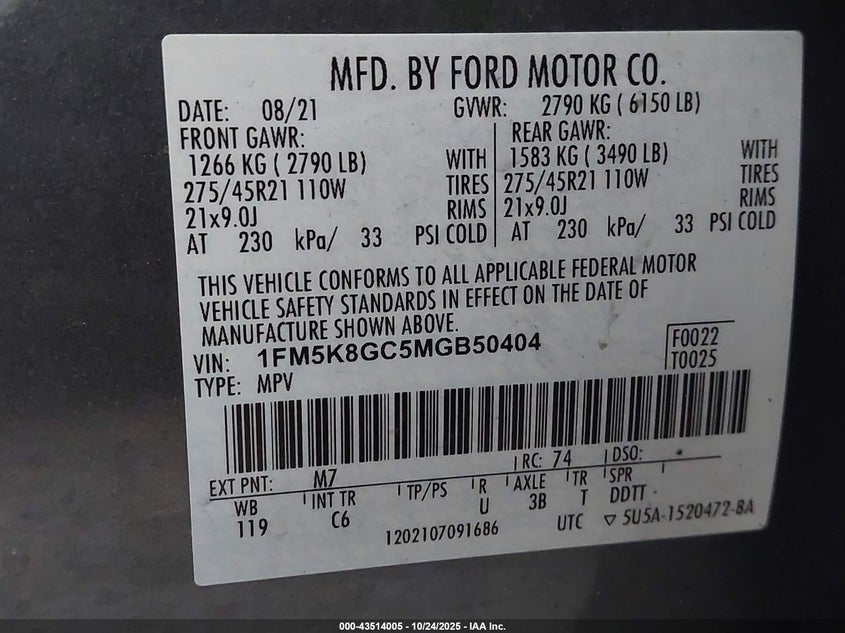 MFD. BY FORD MOTOR CO.
DATE: 08/21 GVWR: 2790 KG ( 6150 LB)
FRONT GAWR: REAR GAWR:
1266 KG ( 2790 LB) WITH 1583 KG ( 3490 LB) WITH
275/45R21 110W TIRES 275/45R21 110W TIRES
21x9.0J RIMS 21x9.0J RIMS
AT 230 kPa/ 33 PSI COLD AT 230 kPa/ 33 PSI COLD
THIS VEHICLE CONFORMS TO ALL APPLICABLE FEDERAL MOTOR
VEHICLE SAFETY STANDARDS IN EFFECT ON THE DATE OF
MANUFACTURE SHOWN ABOVE.
VIN: 1FM5K8GC5MGB50404 F0022
TYPE: MPV T0025
EXT PNT: M7 RC: 74 DSO:
WB INT TR TP/PS R AXLE TR SPR
119 C6 U 3B T DDTT
1202107091686 UTC ▽ 5U5A-1520472-BA
000-43514005 - 10/24/2025 - IAA Inc.